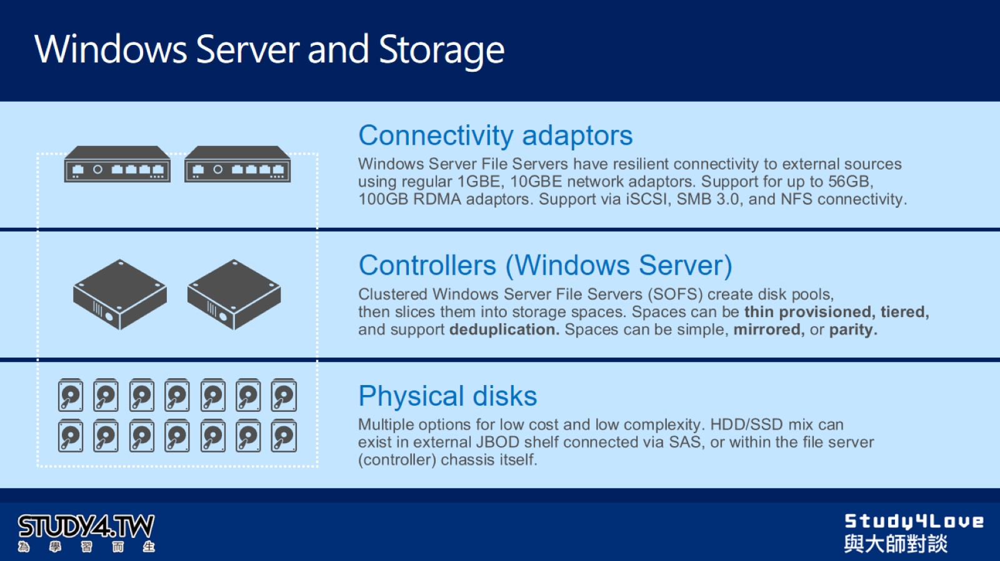 Windows Server and Storage
Connectivity adaptors
Windows Server File Servers have resilient connectivity to external sources
using regular 1GBE, 10GBE network adaptors. Support for up to 56GB,
100GB RDMA adaptors. Support via iSCSI, SMB 3.0, and NFS connectivity.
Controllers (Windows Server)
Clustered Windows Server File Servers (SOFS) create disk pools,
then slices them into storage spaces. Spaces can be thin provisioned, tiered,
and support deduplication. Spaces can be simple, mirrored, or parity.
Physical disks
Multiple options for low cost and low complexity. HDD/SSD mix can
exist in external JBOD shelf connected via SAS, or within the file server
(controller) chassis itself.
STUDY4.TW
為學習而生
Study4Love
與大師對談